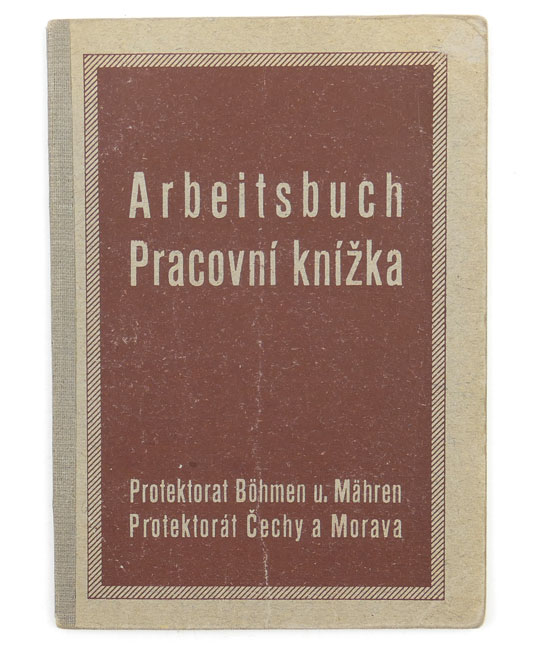 Arbeitsbuch
Pracovní knížka
Protektorat Böhmen u. Mähren
Protektorát Čechy a Morava